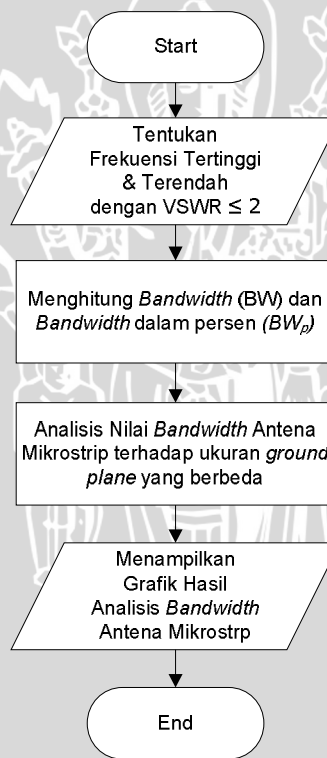 Start
Tentukan
Frekuensi Tertinggi
& Terendah
dengan VSWR ≤ 2
Menghitung Bandwidth (BW) dan
Bandwidth dalam persen (BWp)
Analisis Nilai Bandwidth Antena
Mikrostrip terhadap ukuran ground
plane yang berbeda
Menampilkan
Grafik Hasil
Analisis Bandwidth
Antena Mikrostrp
End